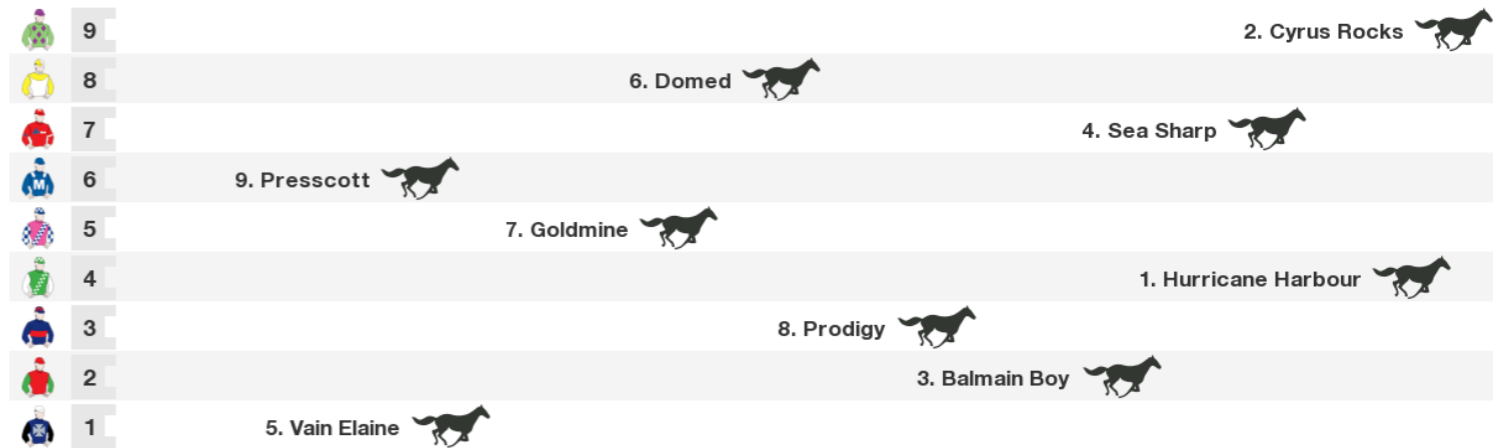 9 2. Cyrus Rocks
8 6. Domed
7 4. Sea Sharp
6 9. Presscott
M
5 7. Goldmine
4 1. Hurricane Harbour
3 8. Prodigy
2 3. Balmain Boy
1 5. Vain Elaine